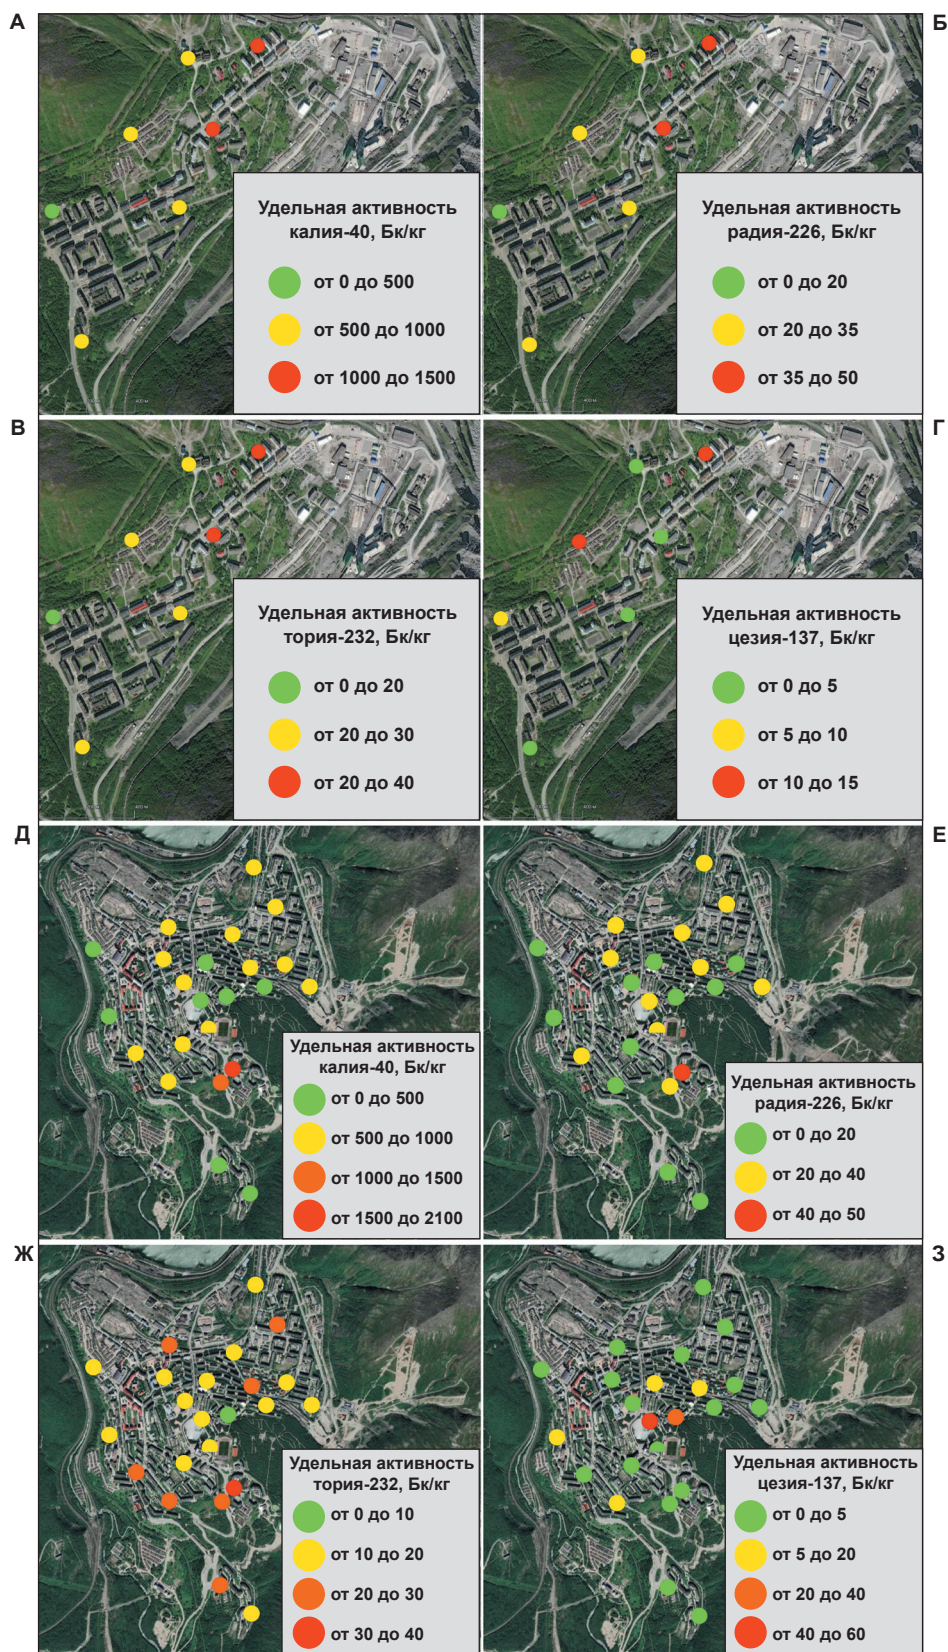 А
Удельная активность
калия-40, Бк/кг
от 0 до 500
от 500 до 1000
от 1000 до 1500
Б
Удельная активность
радия-226, Бк/кг
от 0 до 20
от 20 до 35
от 35 до 50
В
Удельная активность
тория-232, Бк/кг
от 0 до 20
от 20 до 30
от 20 до 40
Г
Удельная активность
цезия-137, Бк/кг
от 0 до 5
от 5 до 10
от 10 до 15
Д
Удельная активность
калия-40, Бк/кг
от 0 до 500
от 500 до 1000
от 1000 до 1500
от 1500 до 2100
Е
Удельная активность
радия-226, Бк/кг
от 0 до 20
от 20 до 40
от 40 до 50
Ж
Удельная активность
тория-232, Бк/кг
от 0 до 10
от 10 до 20
от 20 до 30
от 30 до 40
З
Удельная активность
цезия-137, Бк/кг
от 0 до 5
от 5 до 20
от 20 до 40
от 40 до 60